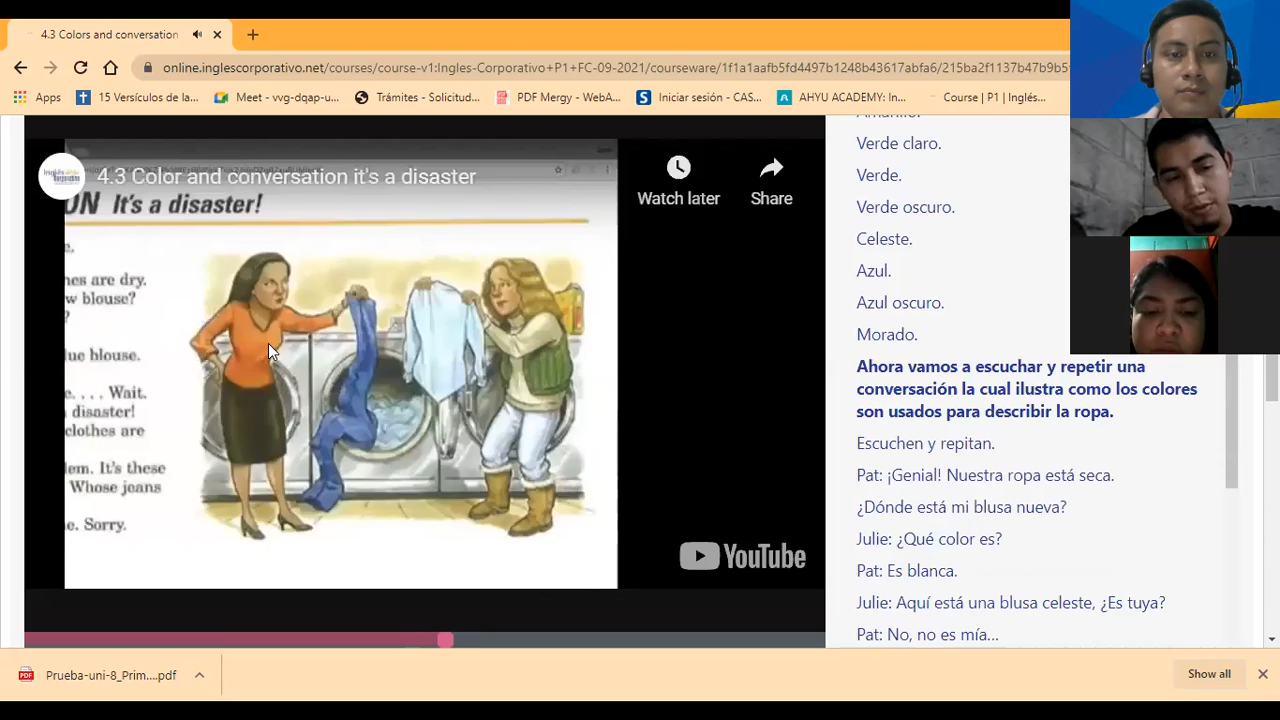 4.3 Colors and conversation
online.inglescorporativo.net/courses/course-v1:Ingles-Corporativo+P1+FC-09-2021/courseware/1f1a1aafb5fd4497b1248b43617abfa6/215ba2f1137b47b9b5
Apps
15 Versículos de la...
Meet - vvg-dqap-u...
Trámites - Solicitud...
PDF Mergy - WebA...
Iniciar sesión - CAS...
AHYU ACADEMY: In...
Course | P1 | Inglés...
4.3 Color and conversation it's a disaster
Watch later
Share
ON It's a disaster!
e.
nes are dry.
w blouse?
?
lue blouse.
e. . . . Wait.
disaster!
clothes are
lem. It's these
Whose jeans
e. Sorry.
YouTube
Amarillo.
Verde claro.
Verde.
Verde oscuro.
Celeste.
Azul.
Azul oscuro.
Morado.
Ahora vamos a escuchar y repetir una
conversación la cual ilustra como los colores
son usados para describir la ropa.
Escuchen y repitan.
Pat: ¡Genial! Nuestra ropa está seca.
¿Dónde está mi blusa nueva?
Julie: ¿Qué color es?
Pat: Es blanca.
Julie: Aquí está una blusa celeste, ¿Es tuya?
Pat: No, no es mía...
Prueba-uni-8_Prim....pdf
Show all